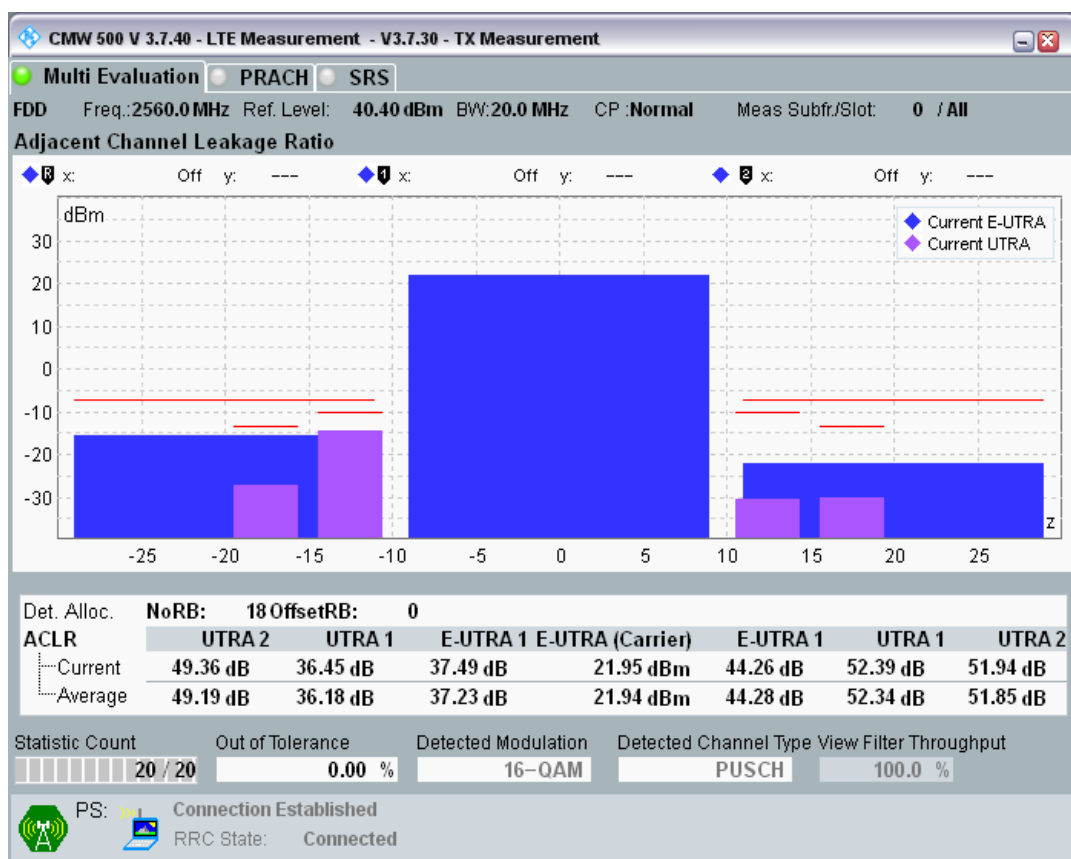 CMW 500 V 3.7.40 - LTE Measurement - V3.7.30 - TX Measurement
Multi Evaluation PRACH SRS
FDD Freq.:2560.0 MHz Ref. Level: 40.40 dBm BW:20.0 MHz CP :Normal Meas Subfr./Slot: 0 / All
Adjacent Channel Leakage Ratio
R x: Off y: --- 1 x: Off y: --- 2 x: Off y: ---
dBm
Current E-UTRA
Current UTRA
30
20
10
0
-10
-20
-30
z
-25 -20 -15 -10 -5 0 5 10 15 20 25
Det. Alloc. NoRB: 18 OffsetRB: 0
ACLR UTRA 2 UTRA 1 E-UTRA 1 E-UTRA (Carrier) E-UTRA 1 UTRA 1 UTRA 2
Current 49.36 dB 36.45 dB 37.49 dB 21.95 dBm 44.26 dB 52.39 dB 51.94 dB
Average 49.19 dB 36.18 dB 37.23 dB 21.94 dBm 44.28 dB 52.34 dB 51.85 dB
Statistic Count Out of Tolerance Detected Modulation Detected Channel Type View Filter Throughput
20 / 20 0.00 % 16-QAM PUSCH 100.0 %
PS: Connection Established
RRC State: Connected